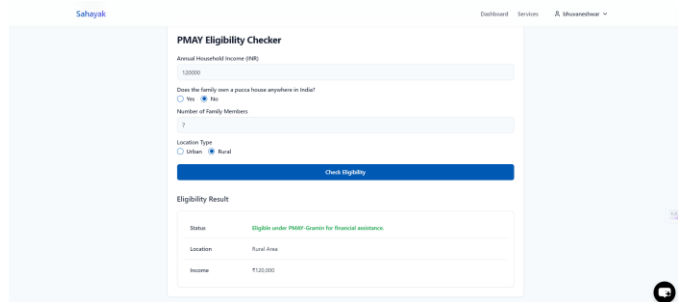 Sahayak Dashboard Services bhuvaneshwar
PMAY Eligibility Checker
Annual Household Income (INR)
120000
Does the family own a pucca house anywhere in India?
Yes No
Number of Family Members
7
Location Type
Urban Rural
Check Eligibility
Eligibility Result
Status Eligible under PMAY-Gramin for financial assistance.
Location Rural Area
Income ₹120,000